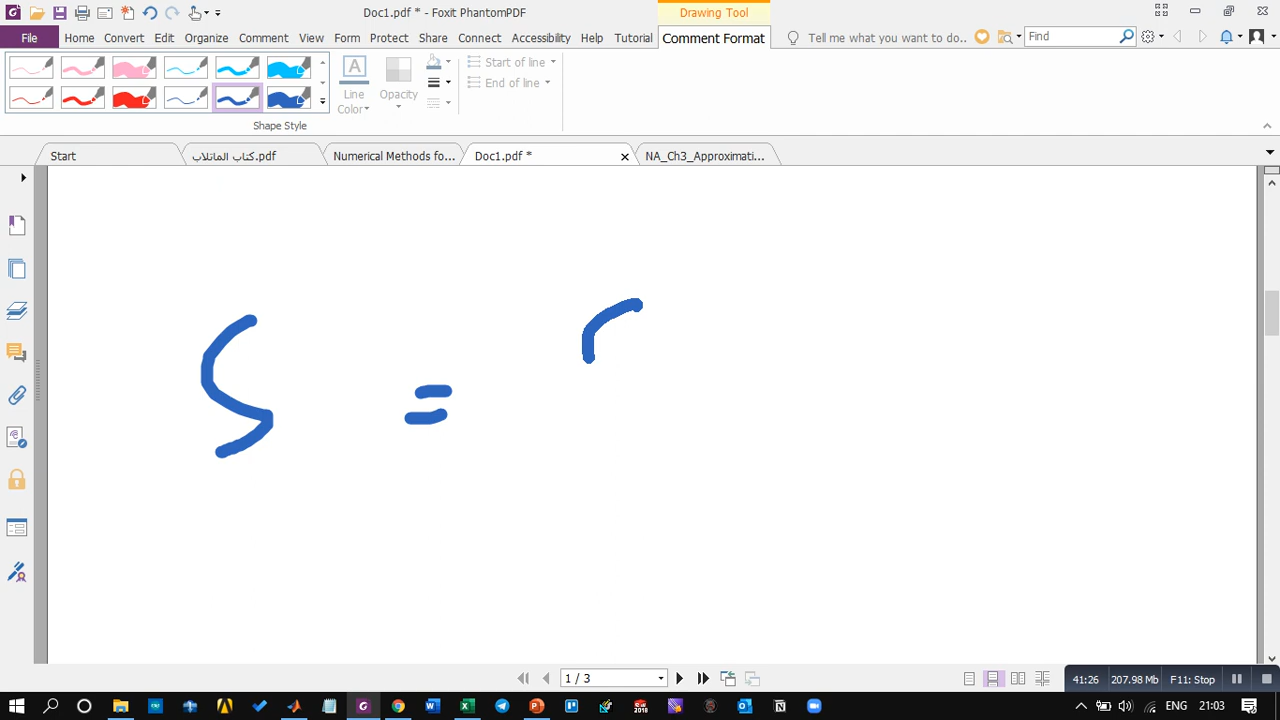 Doc1.pdf * - Foxit PhantomPDF
Drawing Tool
File Home Convert Edit Organize Comment View Form Protect Share Connect Accessibility Help Tutorial Comment Format Tell me what you want to do.. Find
Line Color
Opacity
Start of line
End of line
Shape Style
Start
كتاب الماتلاب.pdf
Numerical Methods fo...
Doc1.pdf *
NA_Ch3_Approximati...
S =
1 / 3
41:26 207.98 Mb F11: Stop
ENG 21:03